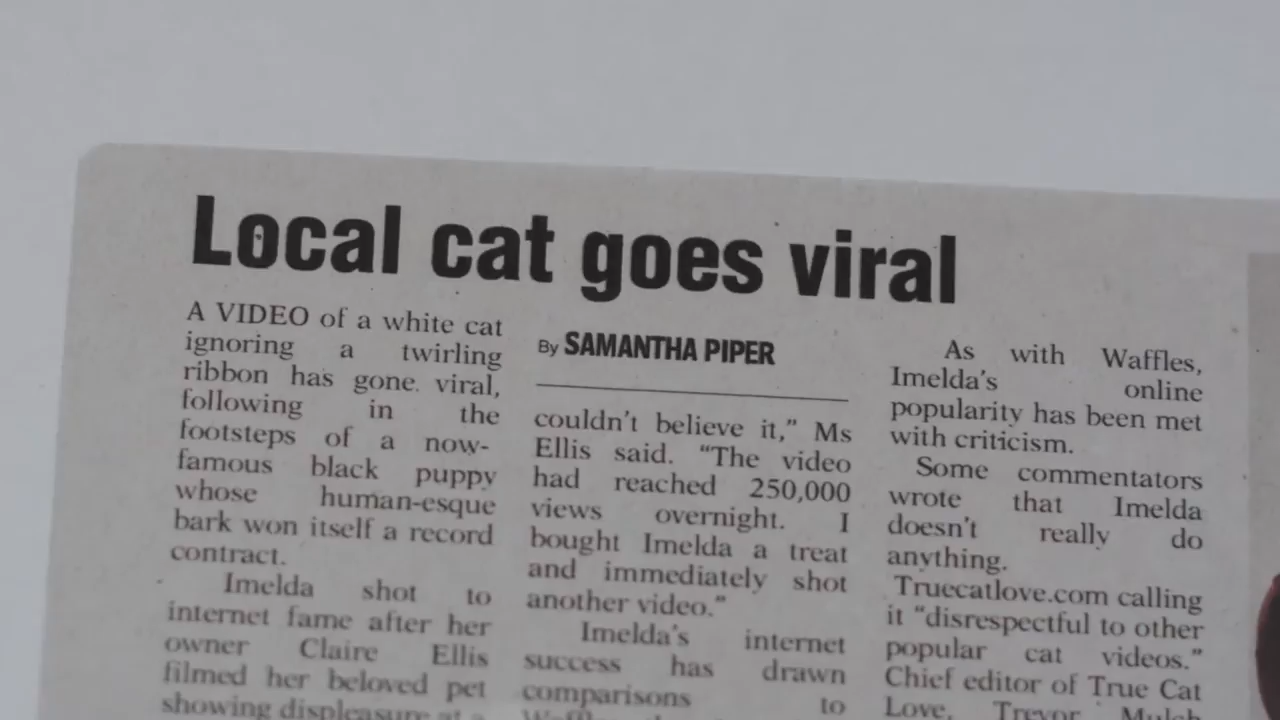 Local cat goes viral
A VIDEO of a white cat
ignoring a twirling
ribbon has gone viral,
following in the
footsteps of a now-
famous black puppy
whose human-esque
bark won itself a record
contract.
Imelda shot to
internet fame after her
owner Claire Ellis
filmed her beloved pet
showing displeasure at a
By SAMANTHA PIPER
couldn't believe it," Ms
Ellis said. "The video
had reached 250,000
views overnight. I
bought Imelda a treat
and immediately shot
another video."
Imelda's internet
success has drawn
comparisons to
As with Waffles,
Imelda's online
popularity has been met
with criticism.
Some commentators
wrote that Imelda
doesn't really do
anything.
Truecatlove.com calling
it "disrespectful to other
popular cat videos."
Chief editor of True Cat
Love, Trevor